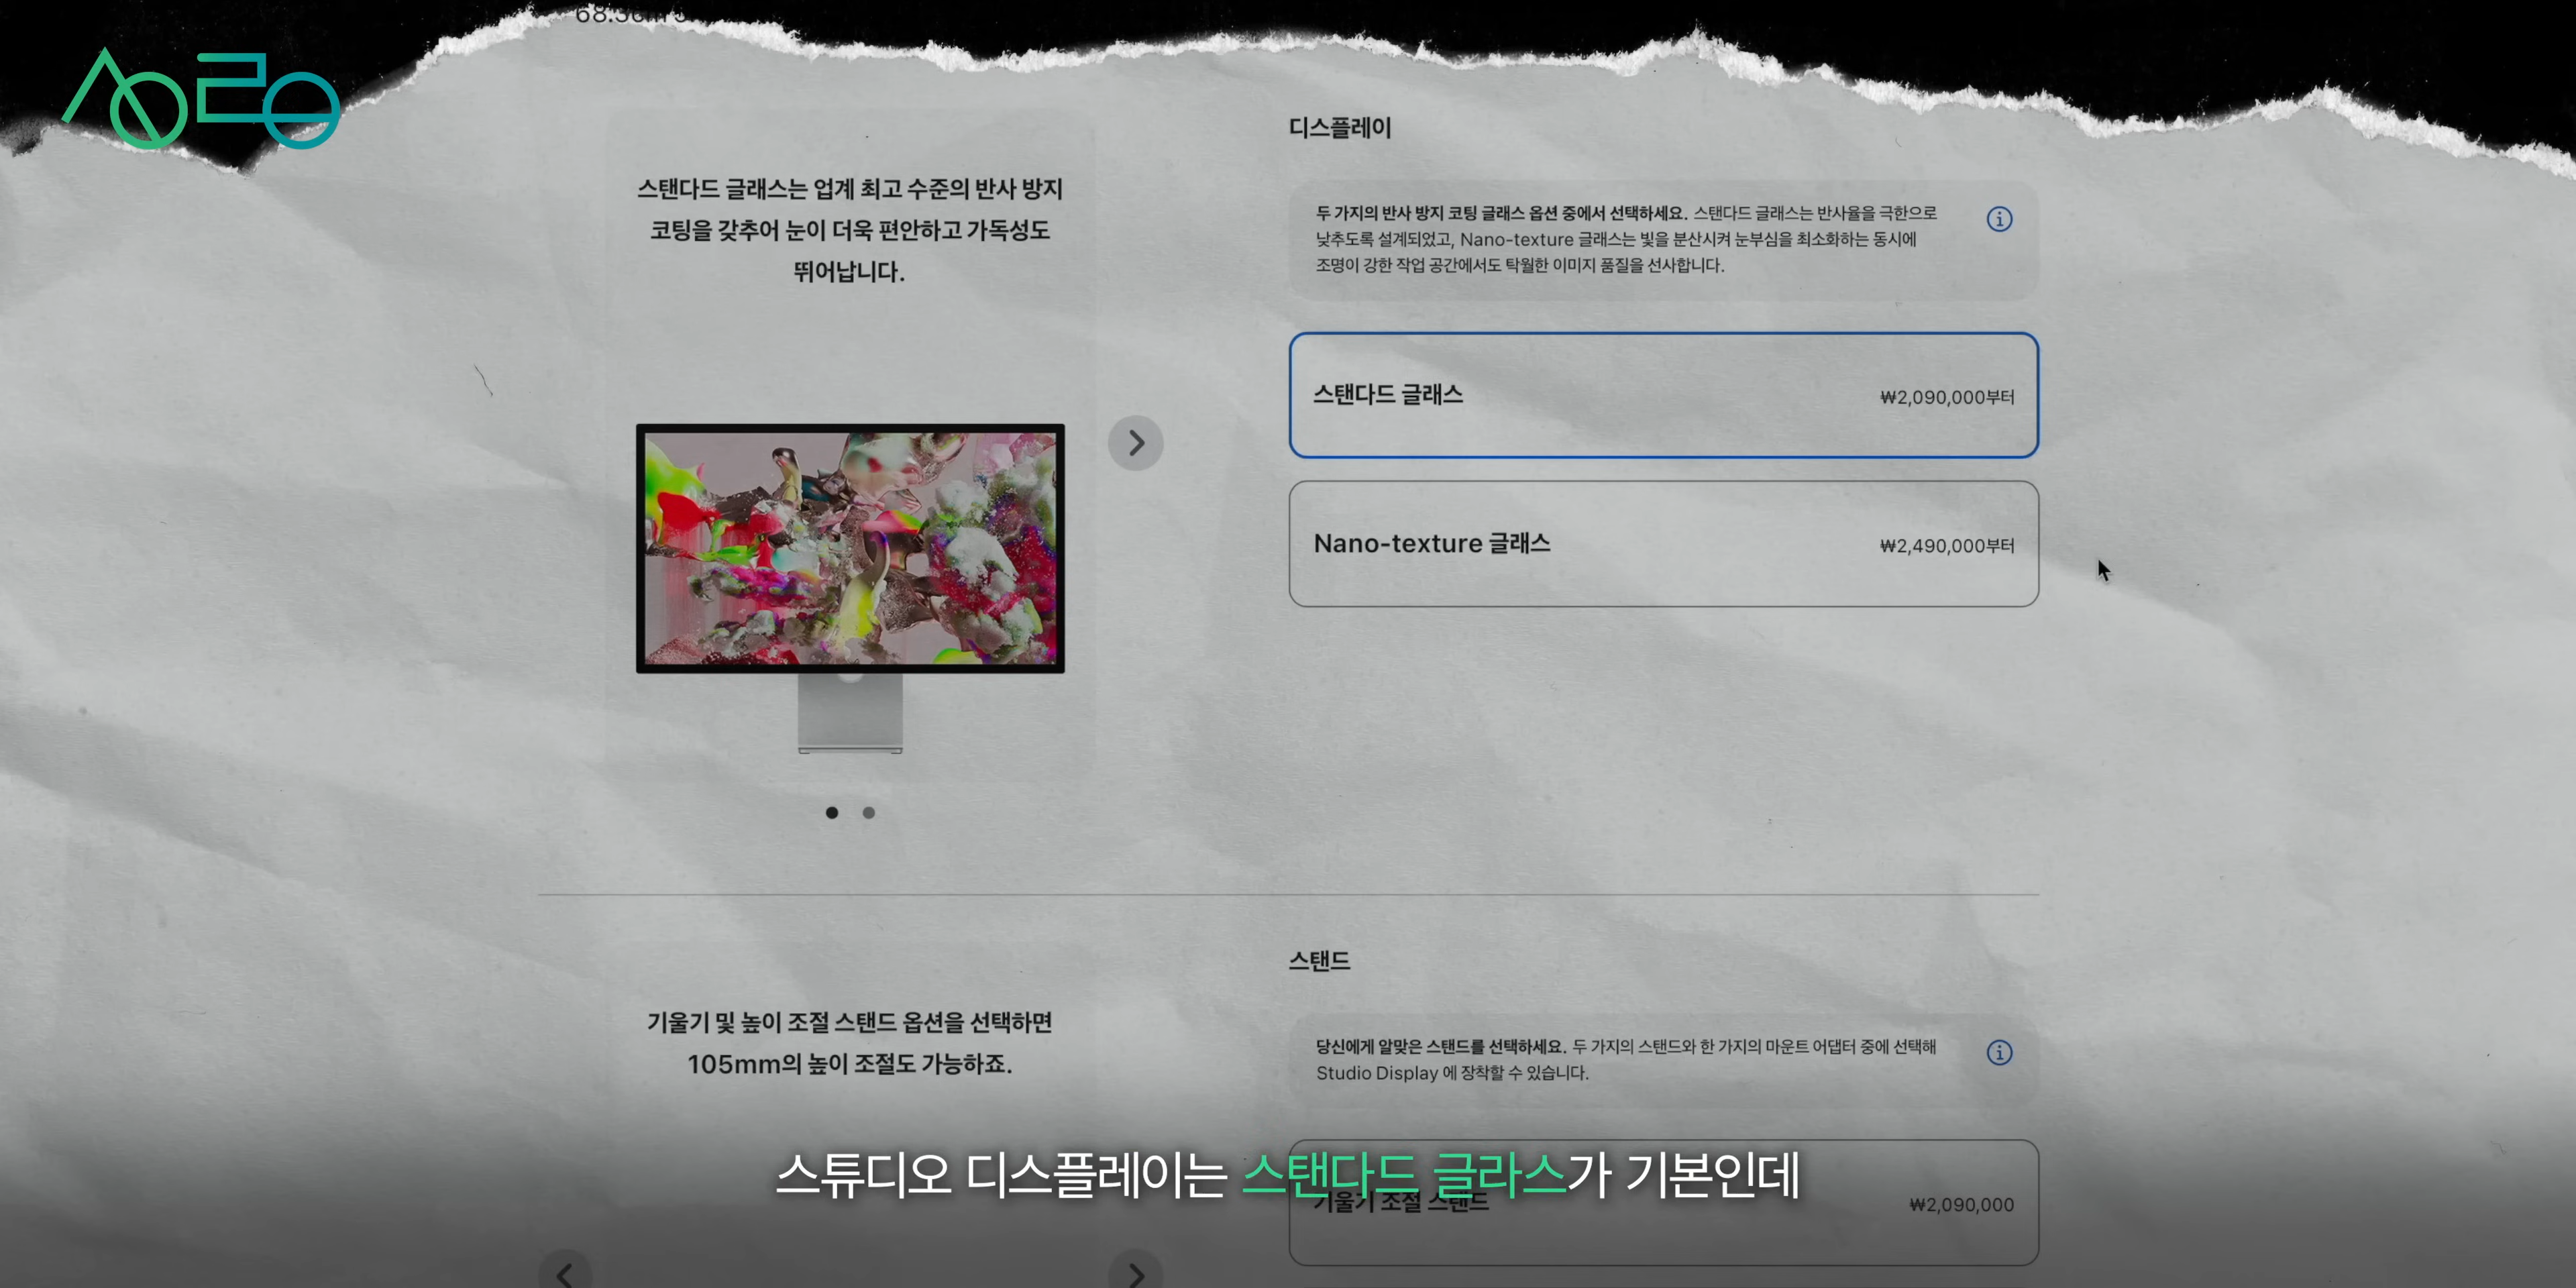 스탠다드 글래스는 업계 최고 수준의 반사 방지
코팅을 갖추어 눈이 더욱 편안하고 가독성도
뛰어납니다.
디스플레이
두 가지의 반사 방지 코팅 글래스 옵션 중에서 선택하세요. 스탠다드 글래스는 반사율을 극한으로
낮추도록 설계되었고, Nano-texture 글래스는 빛을 분산시켜 눈부심을 최소화하는 동시에
조명이 강한 작업 공간에서도 탁월한 이미지 품질을 선사합니다.
스탠다드 글래스 ₩2,090,000부터
Nano-texture 글래스 ₩2,490,000부터
기울기 및 높이 조절 스탠드 옵션을 선택하면
105mm의 높이 조절도 가능하죠.
스탠드
당신에게 알맞은 스탠드를 선택하세요. 두 가지의 스탠드와 한 가지의 마운트 어댑터 중에 선택해
Studio Display 에 장착할 수 있습니다.
기울기 조절 스탠드 ₩2,090,000
스튜디오 디스플레이는 스탠다드 글라스가 기본인데